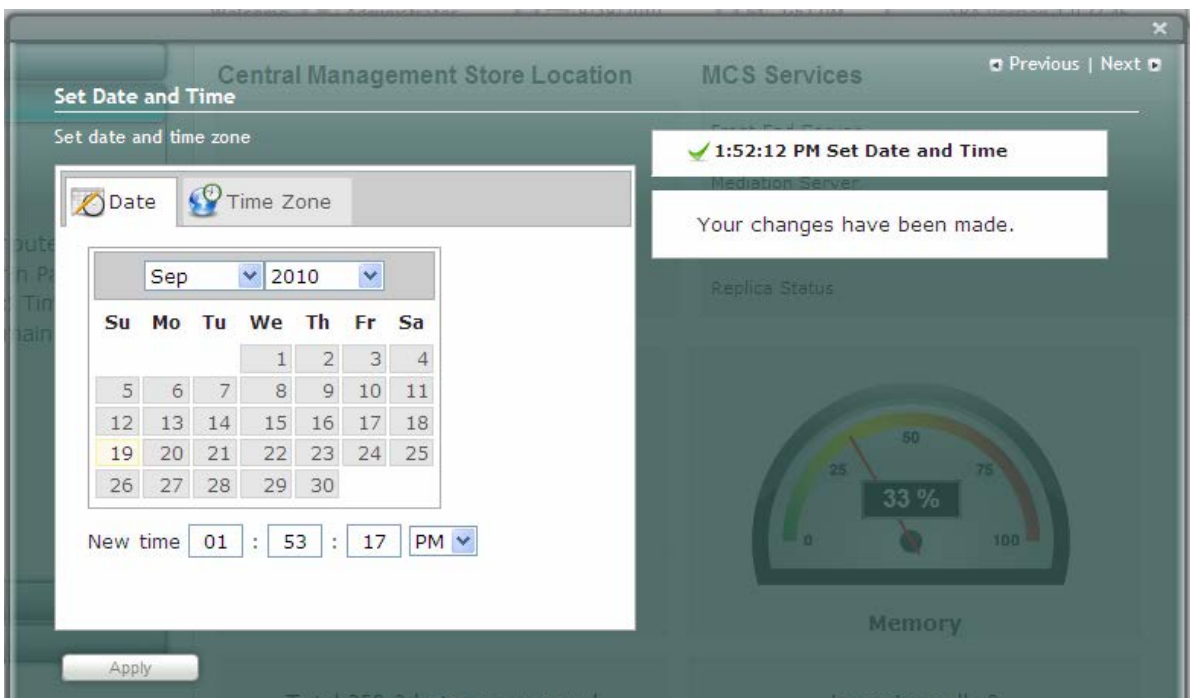 Central Management Store Location
MCS Services
Previous | Next
Set Date and Time
Set date and time zone
1:52:12 PM Set Date and Time
Mediation Server
Date
Time Zone
Your changes have been made.
Sep 2010
Replica Status
Su Mo Tu We Th Fr Sa
1 2 3 4
5 6 7 8 9 10 11
12 13 14 15 16 17 18
19 20 21 22 23 24 25
26 27 28 29 30
0 25 50 75 100
33 %
New time 01 : 53 : 17 PM
Memory
Apply